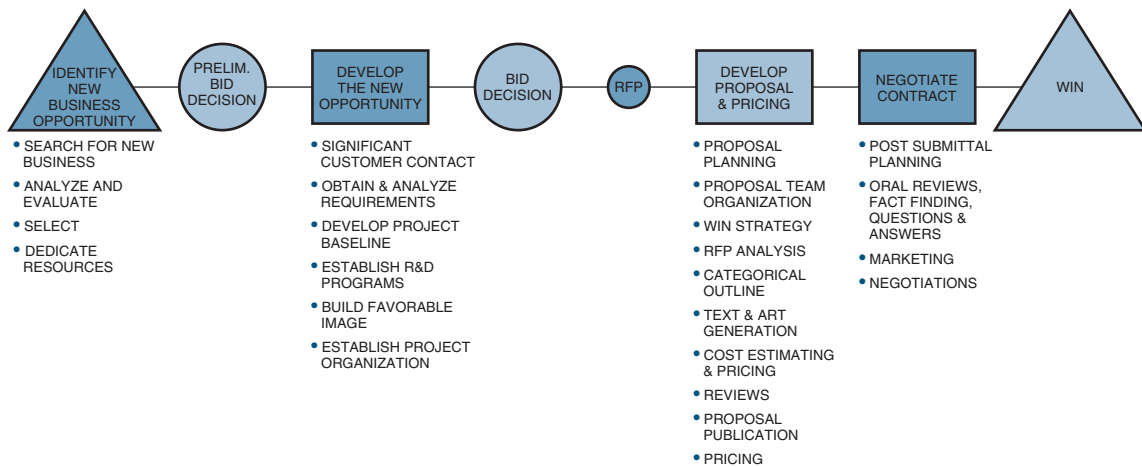 IDENTIFY
NEW
BUSINESS
OPPORTUNITY
PRELIM.
BID
DECISION
DEVELOP
THE NEW
OPPORTUNITY
BID
DECISION
RFP
DEVELOP
PROPOSAL
& PRICING
NEGOTIATE
CONTRACT
WIN
• SEARCH FOR NEW
BUSINESS
• ANALYZE AND
EVALUATE
• SELECT
• DEDICATE
RESOURCES
• SIGNIFICANT
CUSTOMER CONTACT
• OBTAIN & ANALYZE
REQUIREMENTS
• DEVELOP PROJECT
BASELINE
• ESTABLISH R&D
PROGRAMS
• BUILD FAVORABLE
IMAGE
• ESTABLISH PROJECT
ORGANIZATION
• PROPOSAL
PLANNING
• PROPOSAL TEAM
ORGANIZATION
• WIN STRATEGY
• RFP ANALYSIS
• CATEGORICAL
OUTLINE
• TEXT & ART
GENERATION
• COST ESTIMATING
& PRICING
• REVIEWS
• PROPOSAL
PUBLICATION
• PRICING
• POST SUBMITTAL
PLANNING
• ORAL REVIEWS,
FACT FINDING,
QUESTIONS &
ANSWERS
• MARKETING
• NEGOTIATIONS